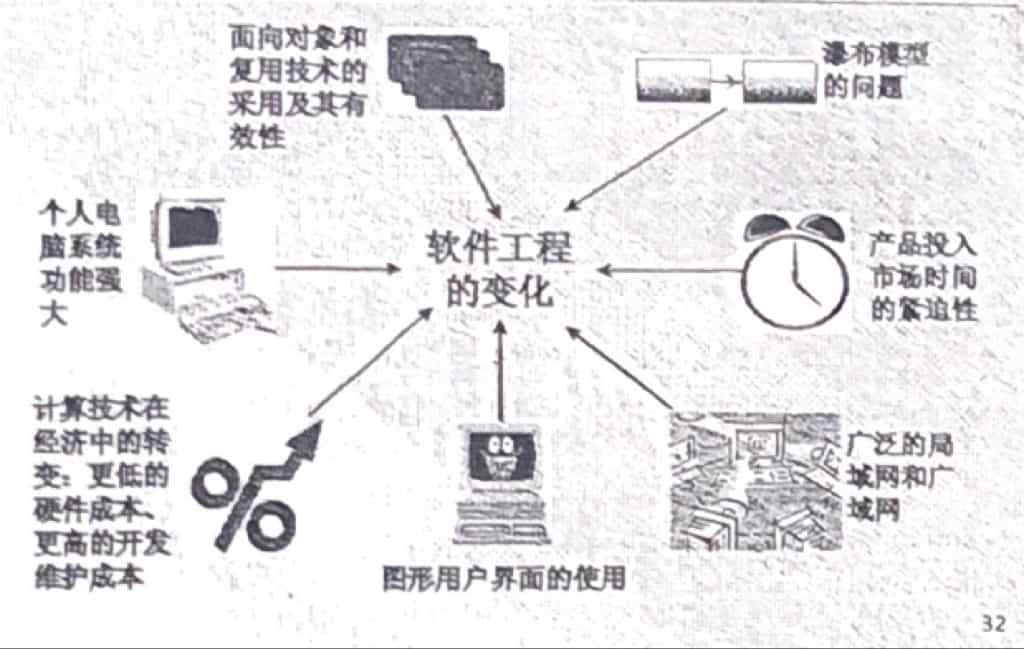 面向对象和
复用技术的
采用及其有
效性
瀑布模型
的问题
个人电
脑系统
功能强
大
软件工程
的变化
产品投入
市场时间
的紧迫性
计算技术在
经济中的转
变：更低的
硬件成本、
更高的开发
维护成本
图形用户界面的使用
广泛的局
域网和广
域网
32